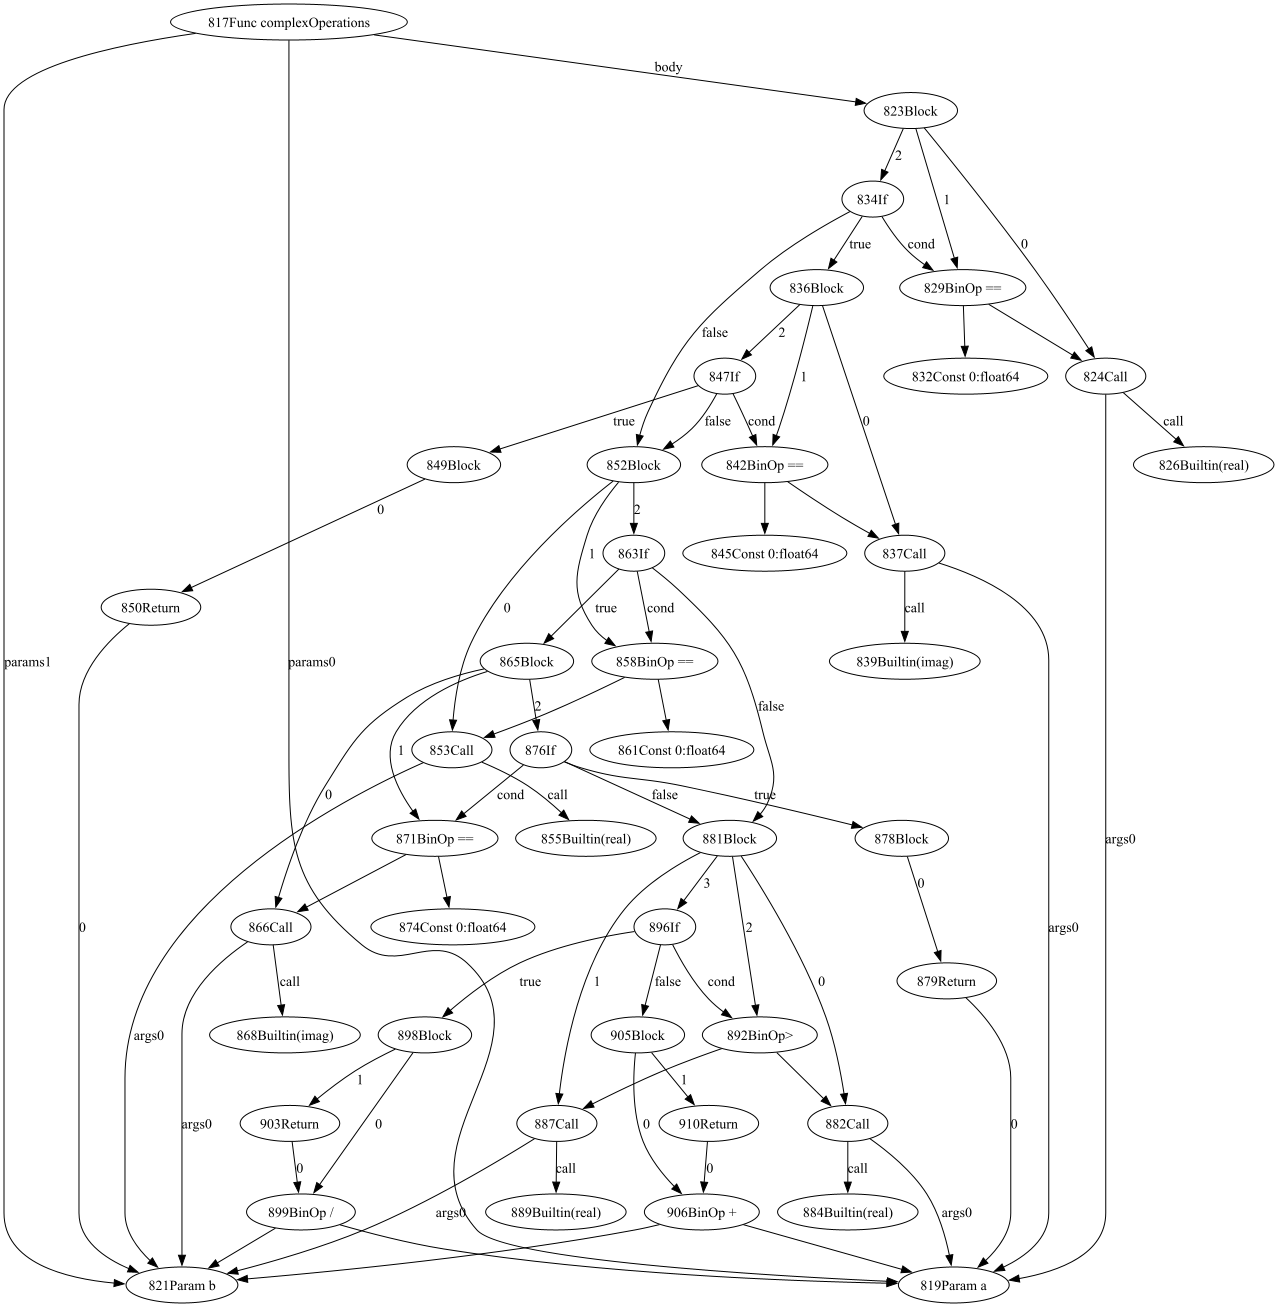 817Func complexOperations
body
823Block
2
1
0
834If
true
cond
829BinOp ==
836Block
false
2
832Const 0:float64
847If
1
824Call
true
false
cond
0
call
849Block
852Block
842BinOp ==
826Builtin(real)
0
2
1
863If
845Const 0:float64
837Call
850Return
0
true
cond
call
params1
params0
865Block
858BinOp ==
839Builtin(imag)
2
false
1
853Call
876If
861Const 0:float64
0
cond
call
false
true
871BinOp ==
855Builtin(real)
881Block
878Block
args0
3
0
866Call
874Const 0:float64
896If
2
0
args0
call
true
1
false
cond
0
879Return
args0
868Builtin(imag)
898Block
905Block
892BinOp>
1
1
args0
903Return
0
887Call
0
910Return
882Call
0
0
call
0
call
899BinOp /
args0
889Builtin(real)
906BinOp +
884Builtin(real)
args0
821Param b
819Param a